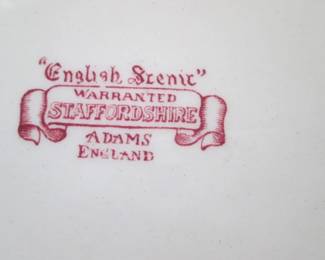 "English Scenic"
WARRANTED
STAFFORDSHIRE
ADAMS
ENGLAND